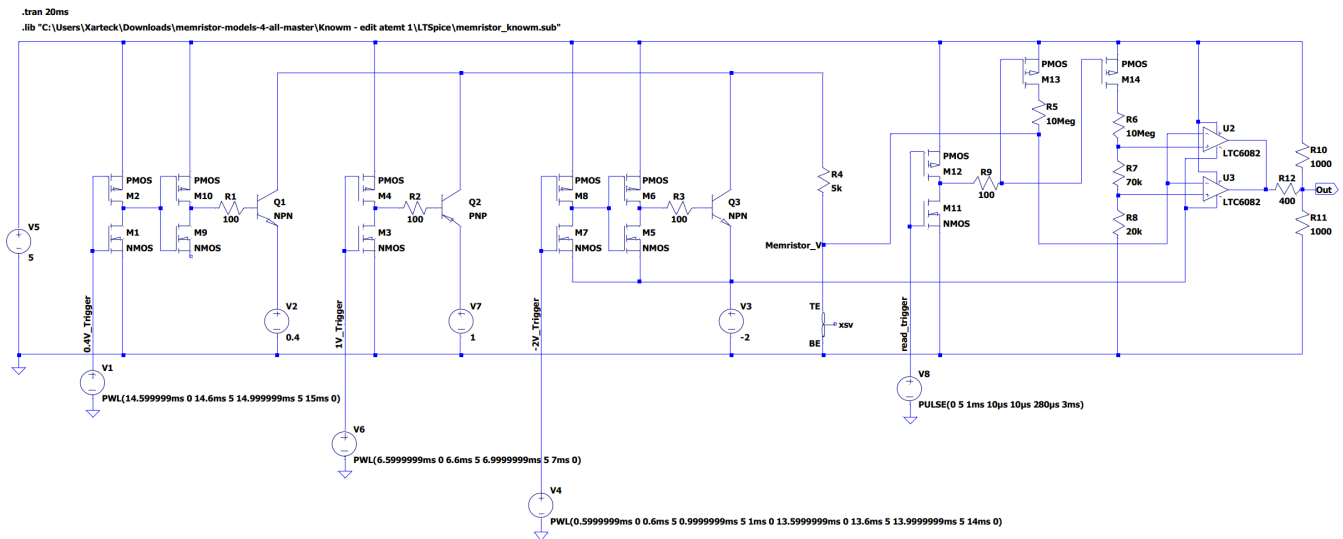 .tran 20ms
.lib "C:\Users\Xarteck\Downloads\memristor-models-4-all-master\Knowm - edit atemt 1\LTSpice\memristor_knowm.sub"
V5
5
PMOS
M2
M1
NMOS
PMOS
M10
M9
NMOS
R1
100
Q1
NPN
V2
0.4
0.4V_Trigger
V1
PWL(14.599999ms 0 14.6ms 5 14.999999ms 5 15ms 0)
PMOS
M4
M3
NMOS
R2
100
Q2
PNP
V7
1
1V_Trigger
V6
PWL(6.5999999ms 0 6.6ms 5 6.9999999ms 5 7ms 0)
PMOS
M8
M7
NMOS
PMOS
M6
M5
NMOS
R3
100
Q3
NPN
V3
-2
-2V_Trigger
V4
PWL(0.5999999ms 0 0.6ms 5 0.9999999ms 5 1ms 0 13.5999999ms 0 13.6ms 5 13.9999999ms 5 14ms 0)
R4
5k
Memristor_V
TE
xsv
BE
PMOS
M12
M11
NMOS
R9
100
read_trigger
V8
PULSE(0 5 1ms 10μs 10μs 280μs 3ms)
PMOS
M13
R5
10Meg
PMOS
M14
R6
10Meg
R7
70k
R8
20k
U2
LTC6082
U3
LTC6082
R12
400
R10
1000
Out
R11
1000